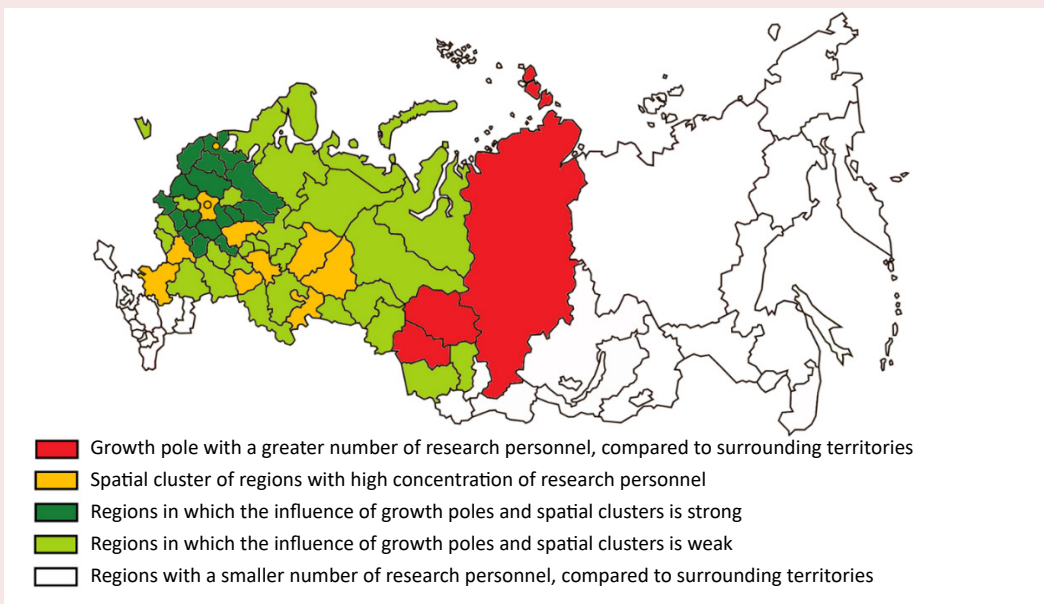 Growth pole with a greater number of research personnel, compared to surrounding territories
Spatial cluster of regions with high concentration of research personnel
Regions in which the influence of growth poles and spatial clusters is strong
Regions in which the influence of growth poles and spatial clusters is weak
Regions with a smaller number of research personnel, compared to surrounding territories